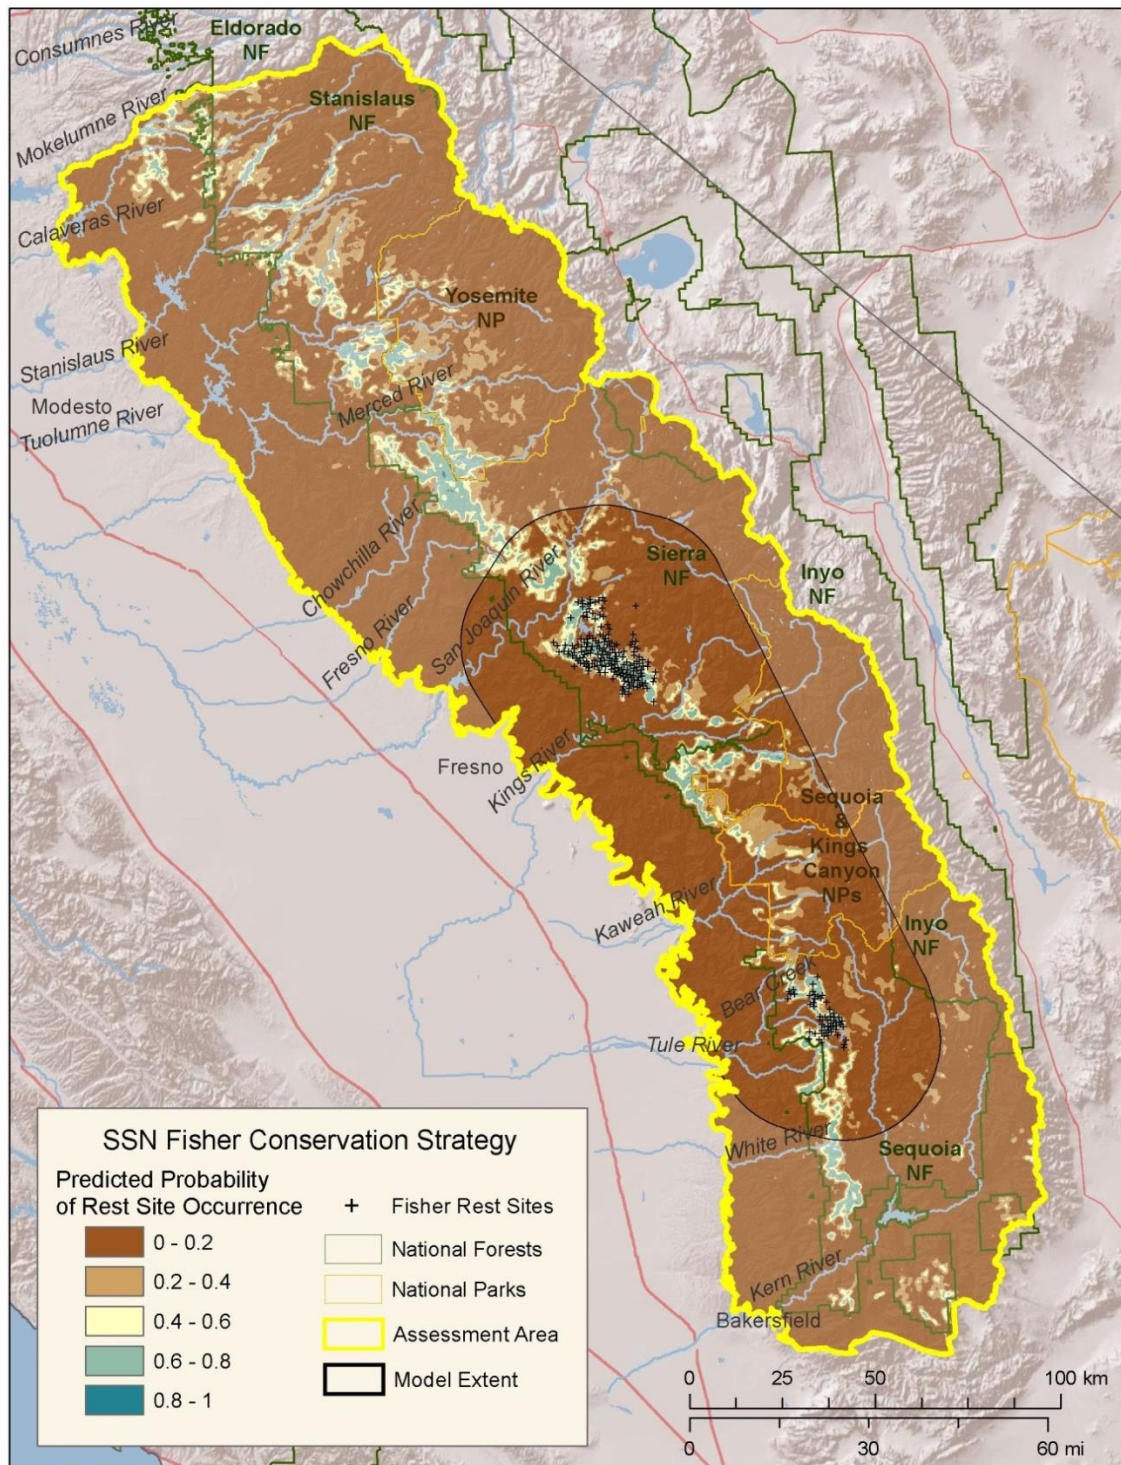 Consumnes River
Eldorado
NF
Mokelumne River
Stanislaus
NF
Calaveras River
Yosemite
NP
Stanislaus River
Modesto
Tuolumne River
Merced River
Chowchilla River
Fresno River
San Joaquin River
Sierra
NF
Inyo
NF
Fresno
Kings River
Sequoia
&
Kings
Canyon
NPs
Kaweah River
Inyo
NF
Bear Creek
Tule River
White River
Sequoia
NF
Kern River
Bakersfield
SSN Fisher Conservation Strategy
Predicted Probability
of Rest Site Occurrence
0 - 0.2
0.2 - 0.4
0.4 - 0.6
0.6 - 0.8
0.8 - 1
Fisher Rest Sites
National Forests
National Parks
Assessment Area
Model Extent
0 25 50 100 km
0 30 60 mi